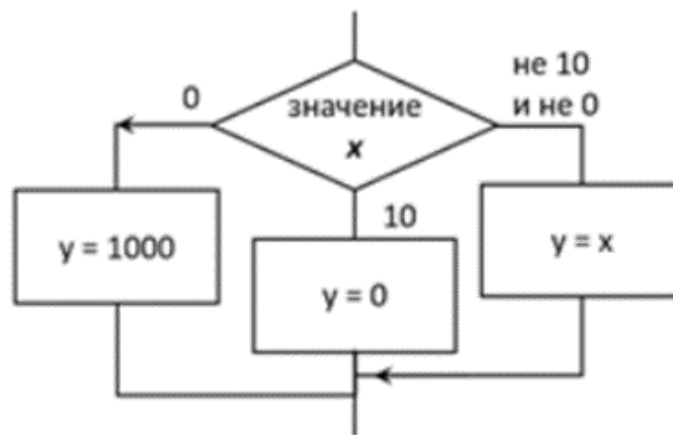 0
значение
x
не 10
и не 0
y = 1000
10
y = 0
y = x